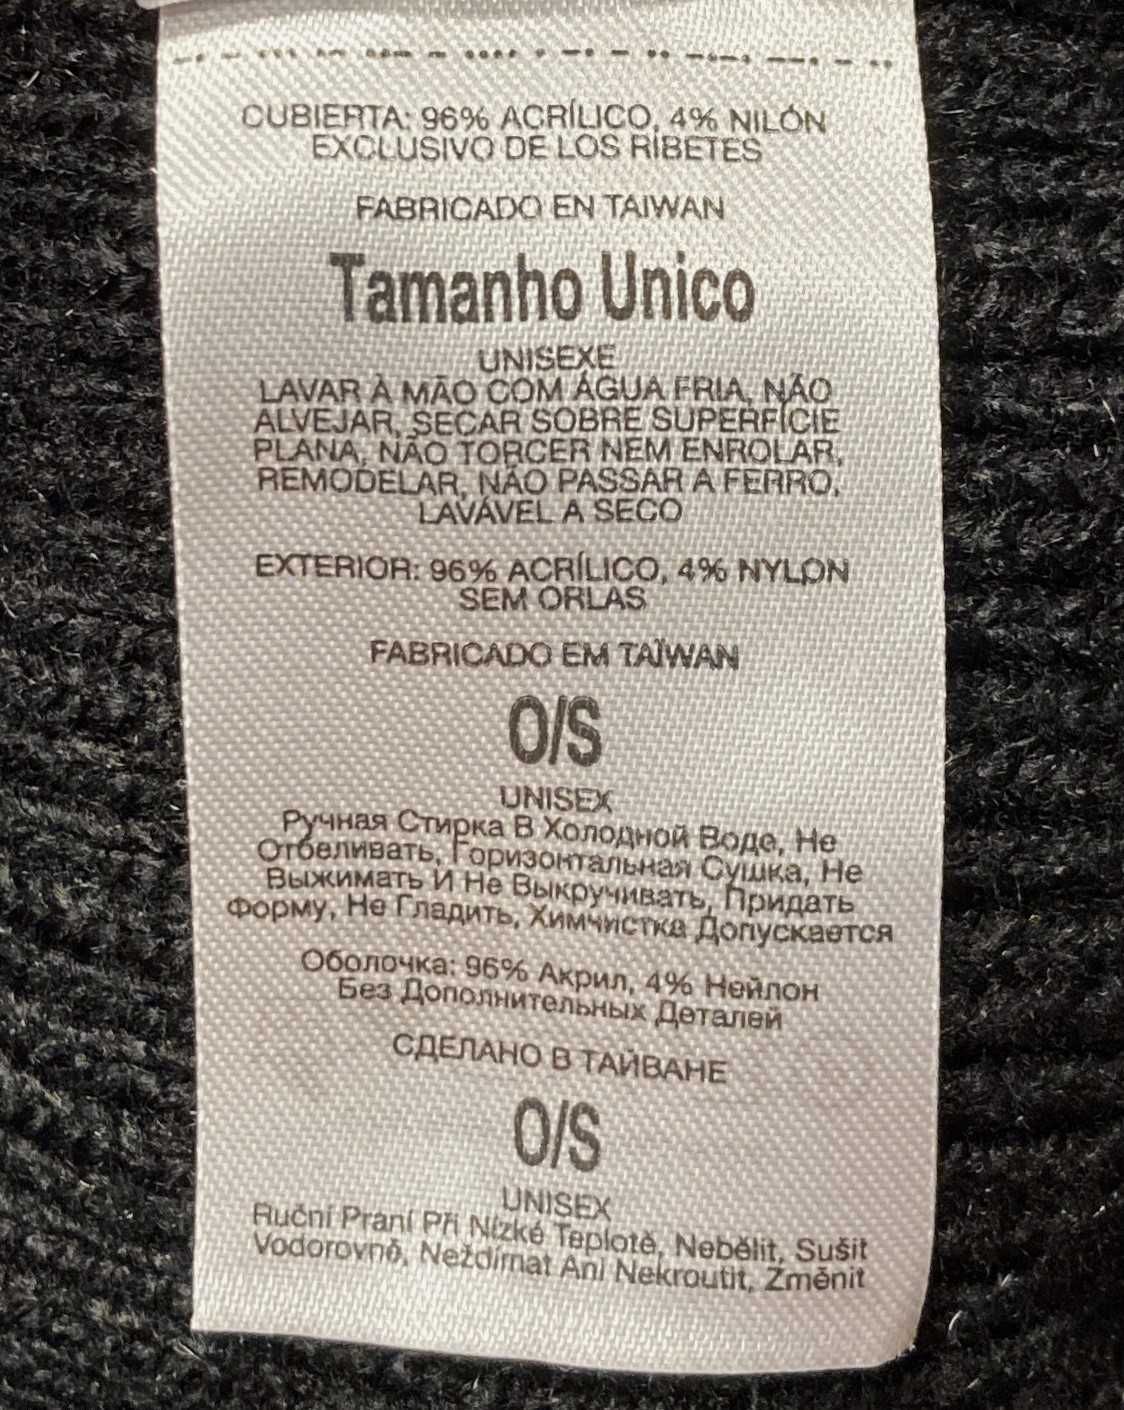 CUBIERTA: 96% ACRÍLICO, 4% NILÓN
EXCLUSIVO DE LOS RIBETES
FABRICADO EN TAIWAN
Tamanho Unico
UNISEXE
LAVAR À MÃO COM ÁGUA FRIA, NÃO
ALVEJAR, SECAR SOBRE SUPERFÍCIE
PLANA, NÃO TORCER NEM ENROLAR,
REMODELAR, NÃO PASSAR A FERRO,
LAVÁVEL A SECO
EXTERIOR: 96% ACRÍLICO, 4% NYLON
SEM ORLAS
FABRICADO EM TAÏWAN
O/S
UNISEX
Ручная Стирка В Холодной Воде, Не
Отбеливать, Горизонтальная Сушка, Не
Выжимать И Не Выкручивать, Придать
Форму, Не Гладить, Химчистка Допускается
Оболочка: 96% Акрил, 4% Нейлон
Без Дополнительных Деталей
СДЕЛАНО В ТАЙВАНЕ
O/S
UNISEX
Ruční Praní Při Nízké Teplotě, Nebělit, Sušit
Vodorovně, Neždímat Ani Nekroutit, Změnit